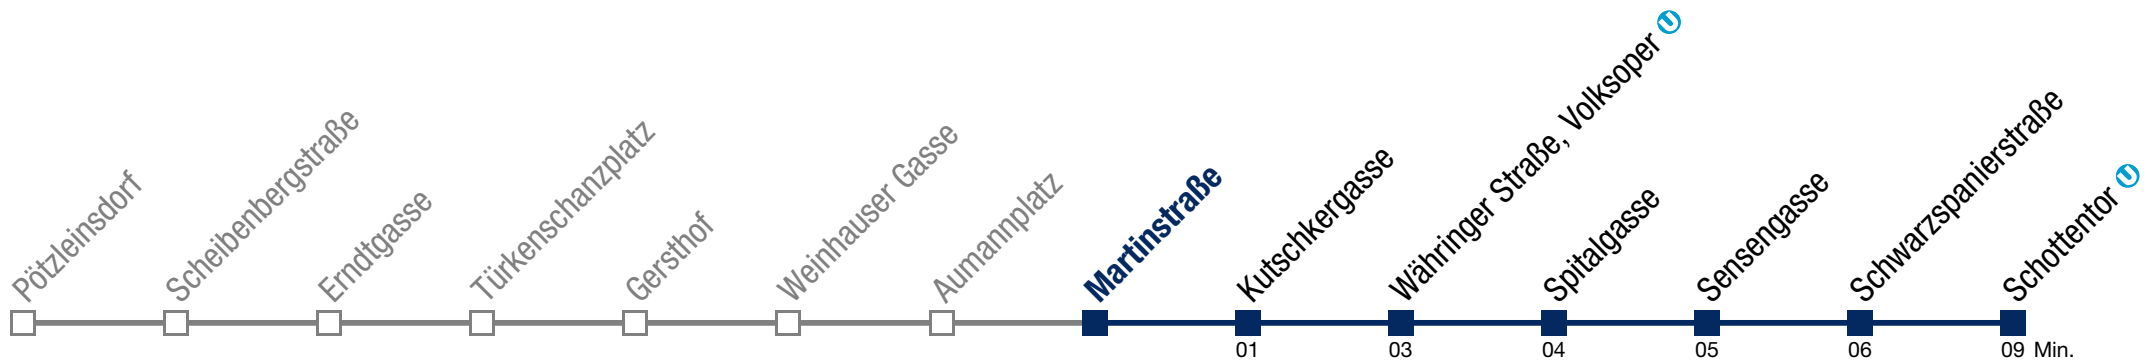 Pötzleinsdorf
Scheibenbergstraße
Erndtgasse
Türkenschanzplatz
Gersthof
Weinhauser Gasse
Aumannplatz
Martinstraße
Kutschkergasse
Währinger Straße, Volksoper U
Spitalgasse
Sensengasse
Schwarzspanierstraße
Schottentor U
01 03 04 05 06 09 Min.